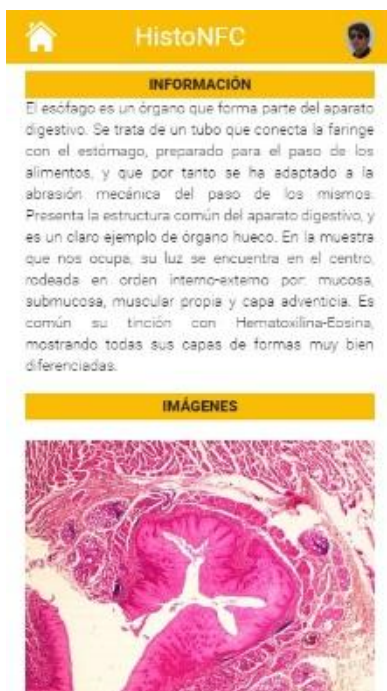 HistoNFC
INFORMACIÓN
El esófago es un órgano que forma parte del aparato
digestivo. Se trata de un tubo que conecta la faringe
con el estómago, preparado para el paso de los
alimentos, y que por tanto se ha adaptado a la
abrasión mecánica del paso de los mismos.
Presenta la estructura común del aparato digestivo, y
es un claro ejemplo de órgano hueco. En la muestra
que nos ocupa, su luz se encuentra en el centro,
rodeada en orden interno-externo por: mucosa,
submucosa, muscular propia y capa adventicia. Es
común su tinción con Hematoxilina-Eosina,
mostrando todas sus capas de formas muy bien
diferenciadas.
IMÁGENES